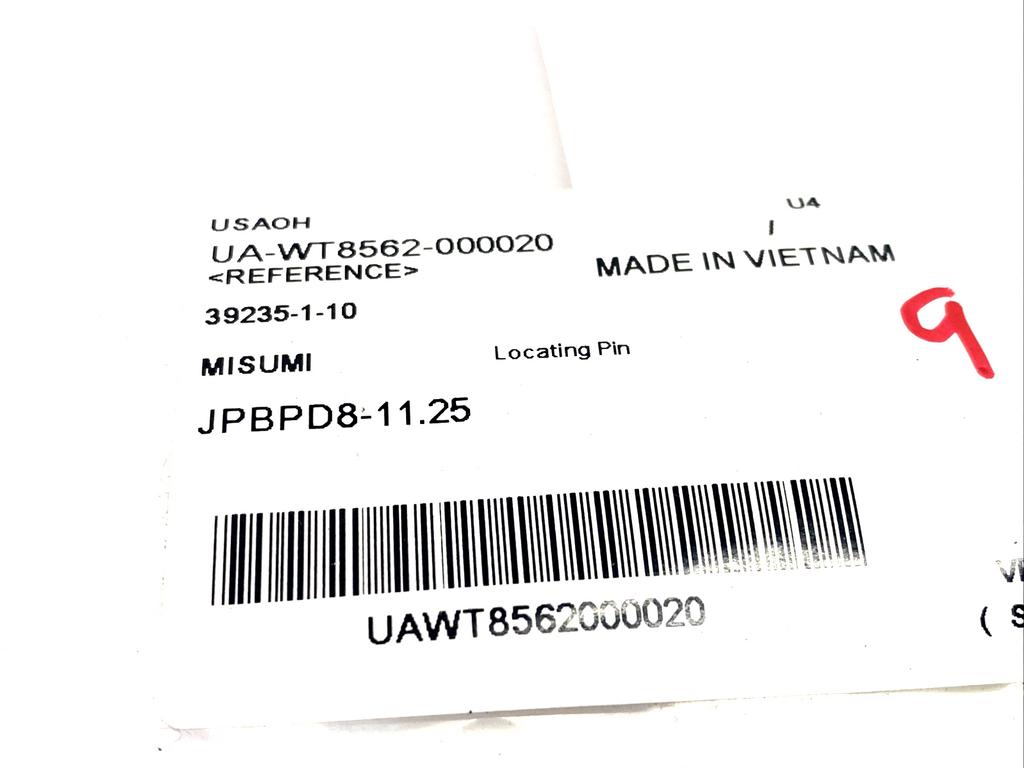 USAOH
U4
UA-WT8562-000020
/
MADE IN VIETNAM
<REFERENCE>
39235-1-10
9
MISUMI
Locating Pin
JPBPD8-11.25
UAWT8562000020
( S